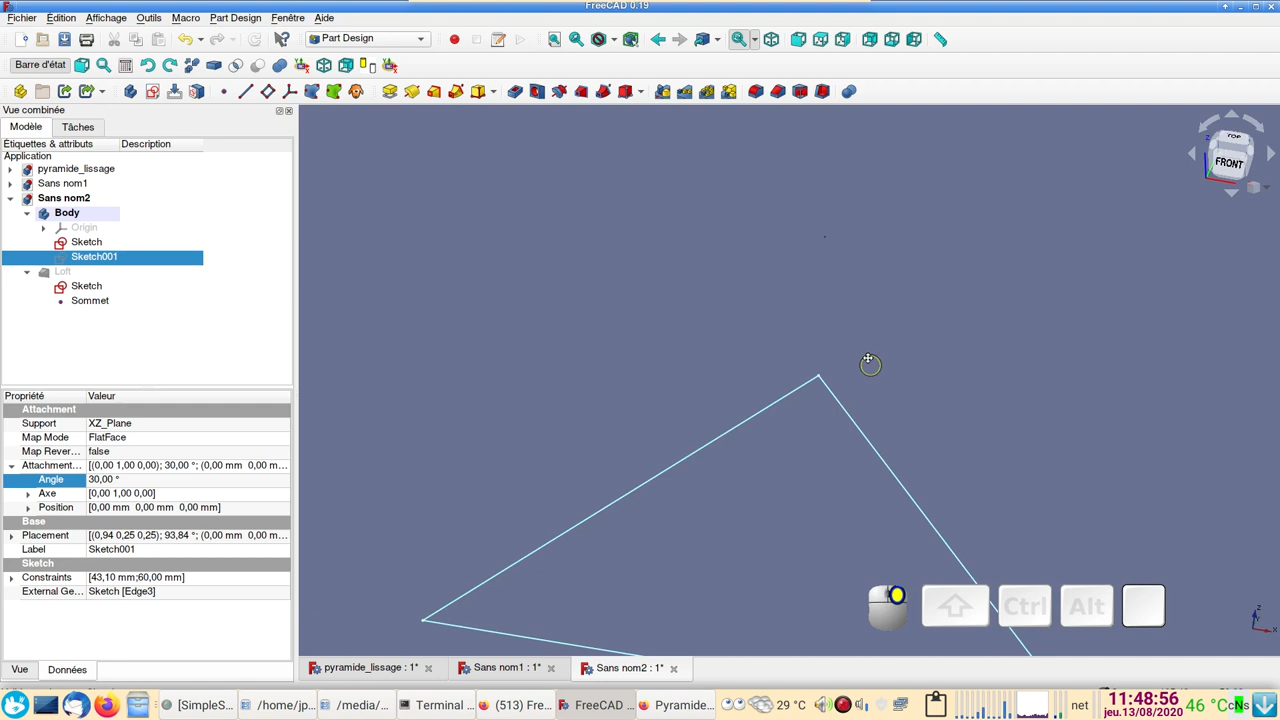 FreeCAD 0.19
Fichier Édition Affichage Outils Macro Part Design Fenêtre Aide
Part Design
Barre d'état
Vue combinée
Modèle Tâches
Étiquettes & attributs Description
Application
pyramide_lissage
Sans nom1
Sans nom2
Body
Origin
Sketch
Sketch001
Loft
Sketch
Sommet
TOP
FRONT
z
Propriété Valeur
Attachment
Support XZ_Plane
Map Mode FlatFace
Map Rever... false
Attachment... [(0,00 1,00 0,00); 30,00 °; (0,00 mm 0,00 m...
Angle 30,00 °
Axe [0,00 1,00 0,00]
Position [0,00 mm 0,00 mm 0,00 mm]
Base
Placement [(0,94 0,25 0,25); 93,84 °; (0,00 mm 0,00 m...
Label Sketch001
Sketch
Constraints [43,10 mm;60,00 mm]
External Ge... Sketch [Edge3]
Ctrl Alt
Vue Données
pyramide_lissage : 1* Sans nom1 : 1* Sans nom2 : 1*
[SimpleS... /home/jp... /media/... Terminal ... (513) Fre... FreeCAD ... Pyramide... 29 °C net 11:48:56
jeu.13/08/2020 46 °C